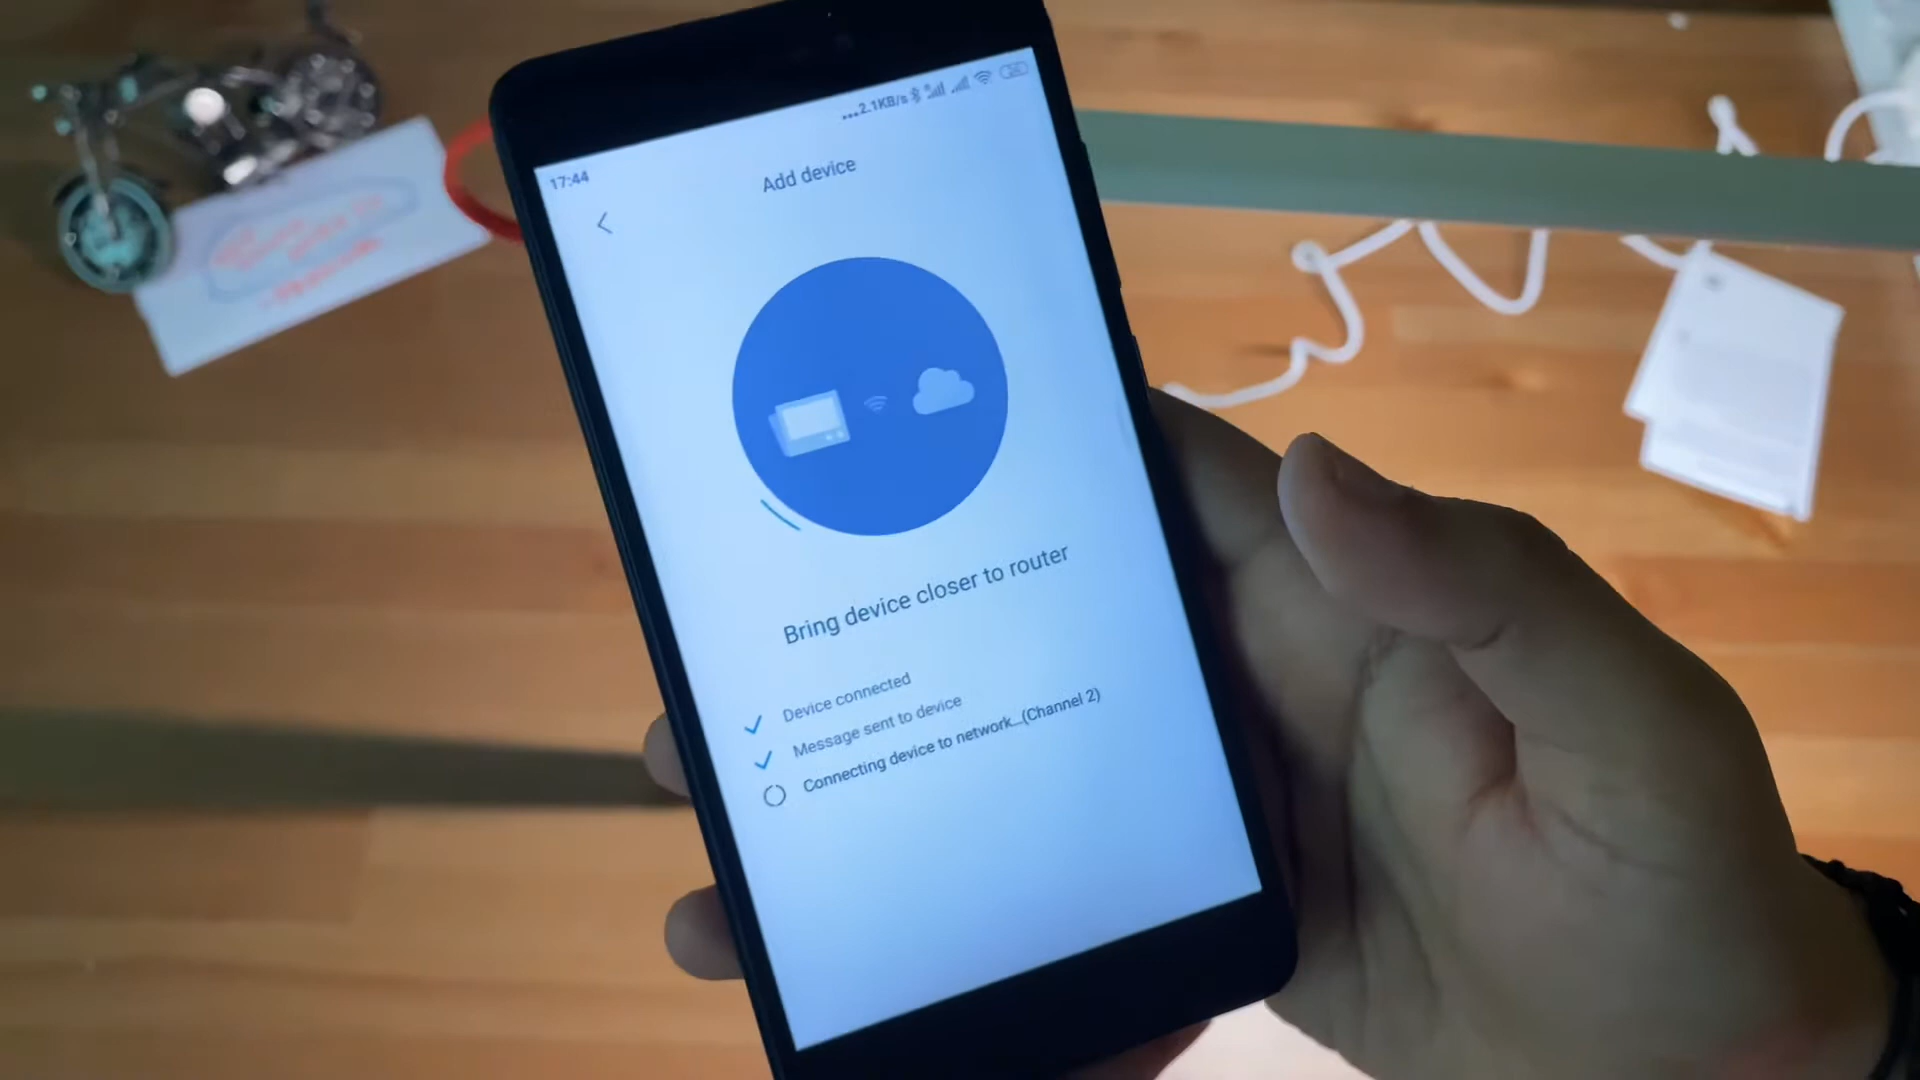 ...2.1KB/s
17:44
Add device
Bring device closer to router
Device connected
Message sent to device
Connecting device to network...(Channel 2)